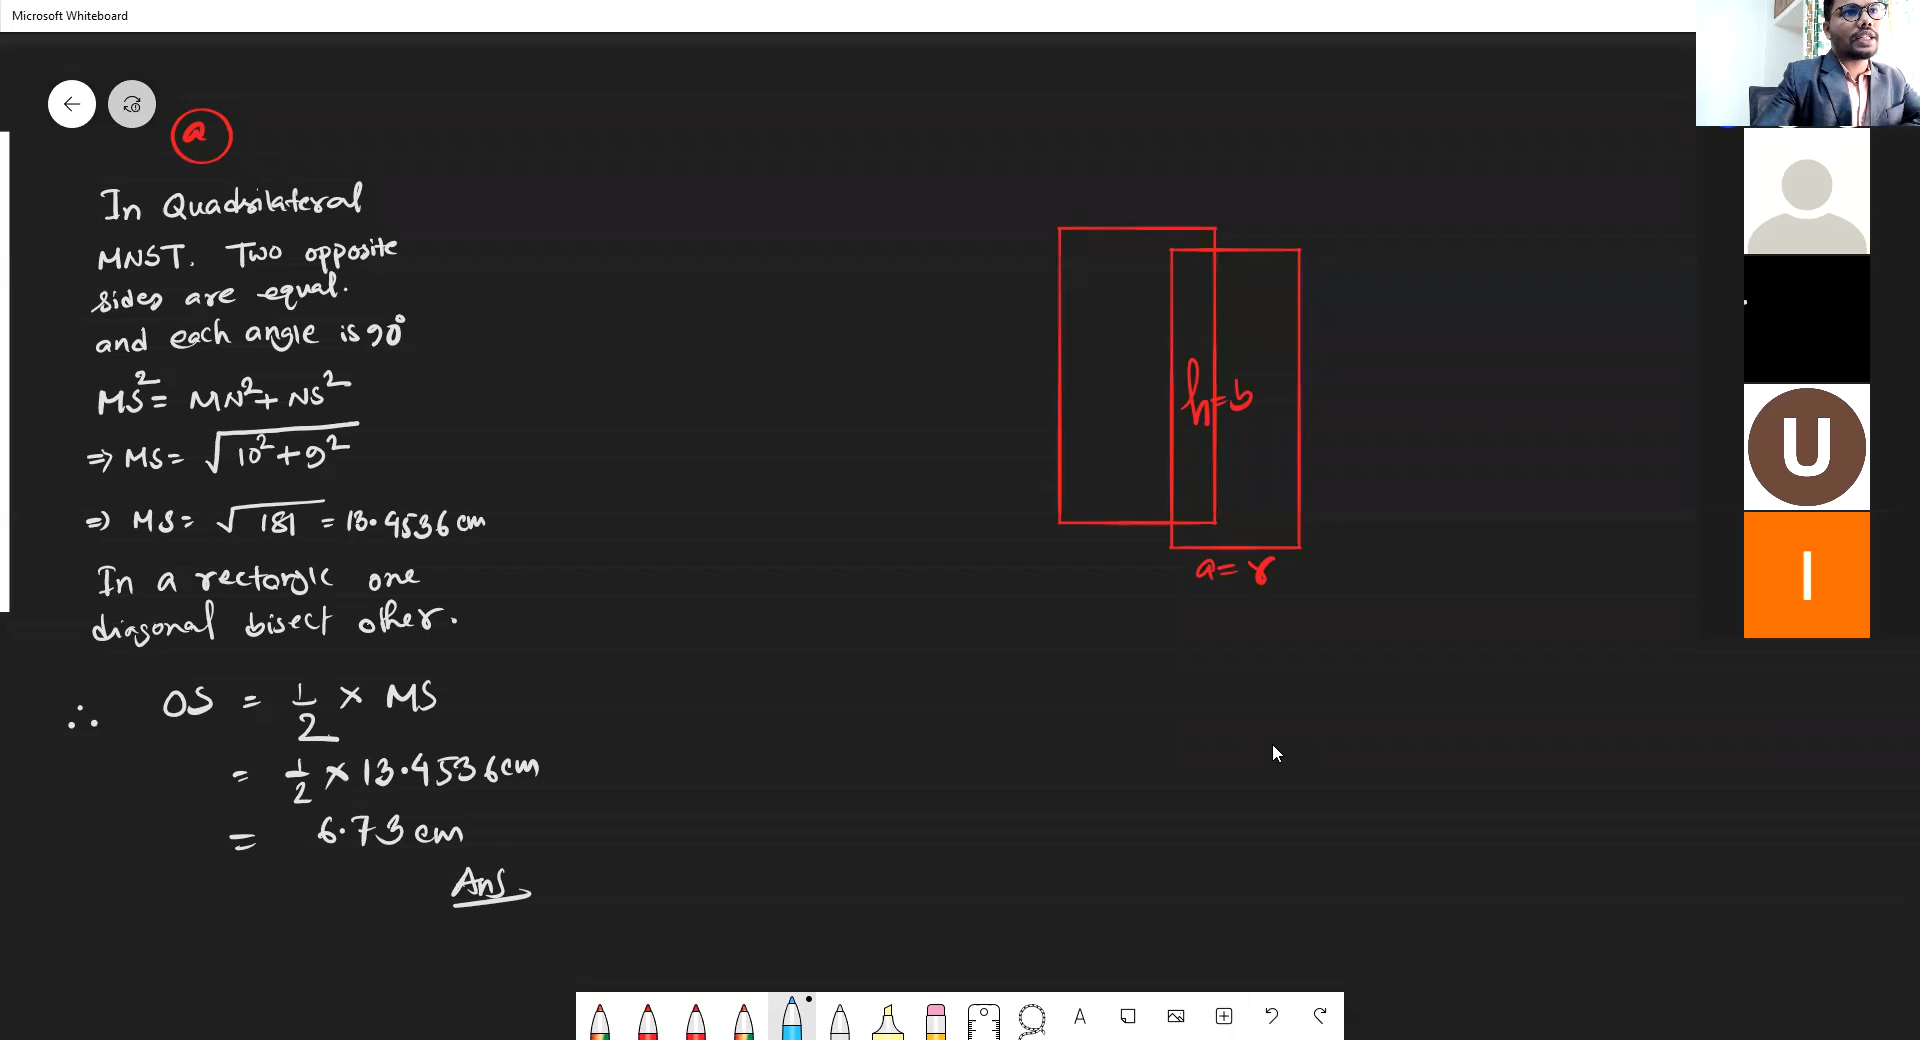 Microsoft Whiteboard
a
In Quadrilateral
MNST. Two opposite
sides are equal.
and each angle is 90°
MS² = MN² + NS²
⇒ MS = √10² + 9²
⇒ MS = √181 = 13.4536 cm
In a rectangle one
diagonal bisect other.
∴ OS = 1/2 × MS
= 1/2 × 13.4536 cm
= 6.73 cm
Ans
h = b
a = r
U
I
A